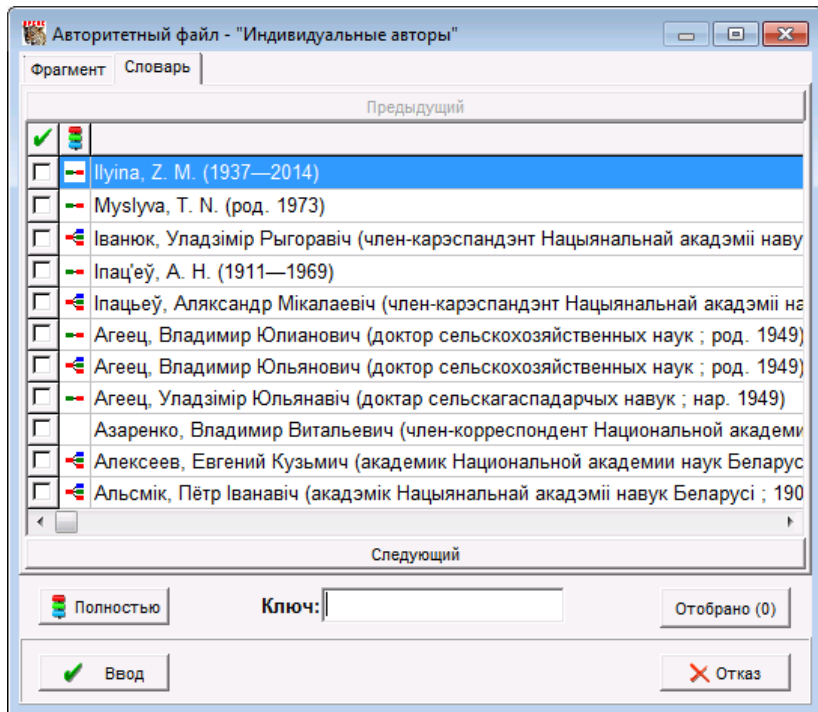 Авторитетный файл - "Индивидуальные авторы"
Фрагмент Словарь
Предыдущий
Ilyina, Z. M. (1937—2014)
Myslyva, T. N. (род. 1973)
Іванюк, Уладзімір Рыгоравіч (член-карэспандэнт Нацыянальнай акадэміі наву
Іпац'еў, А. Н. (1911—1969)
Іпацьеў, Аляксандр Мікалаевіч (член-карэспандэнт Нацыянальнай акадэміі на
Агеец, Владимир Юлианович (доктор сельскохозяйственных наук ; род. 1949)
Агеец, Владимир Юльянович (доктор сельскохозяйственных наук ; род. 1949)
Агеец, Уладзімір Юльянавіч (доктар сельскагаспадарчых навук ; нар. 1949)
Азаренко, Владимир Витальевич (член-корреспондент Национальной академи
Алексеев, Евгений Кузьмич (академик Национальной академии наук Беларус
Альсмік, Пётр Іванавіч (акадэмік Нацыянальнай акадэміі навук Беларусі ; 190
Следующий
Полностью Ключ: Отобрано (0)
Ввод Отказ